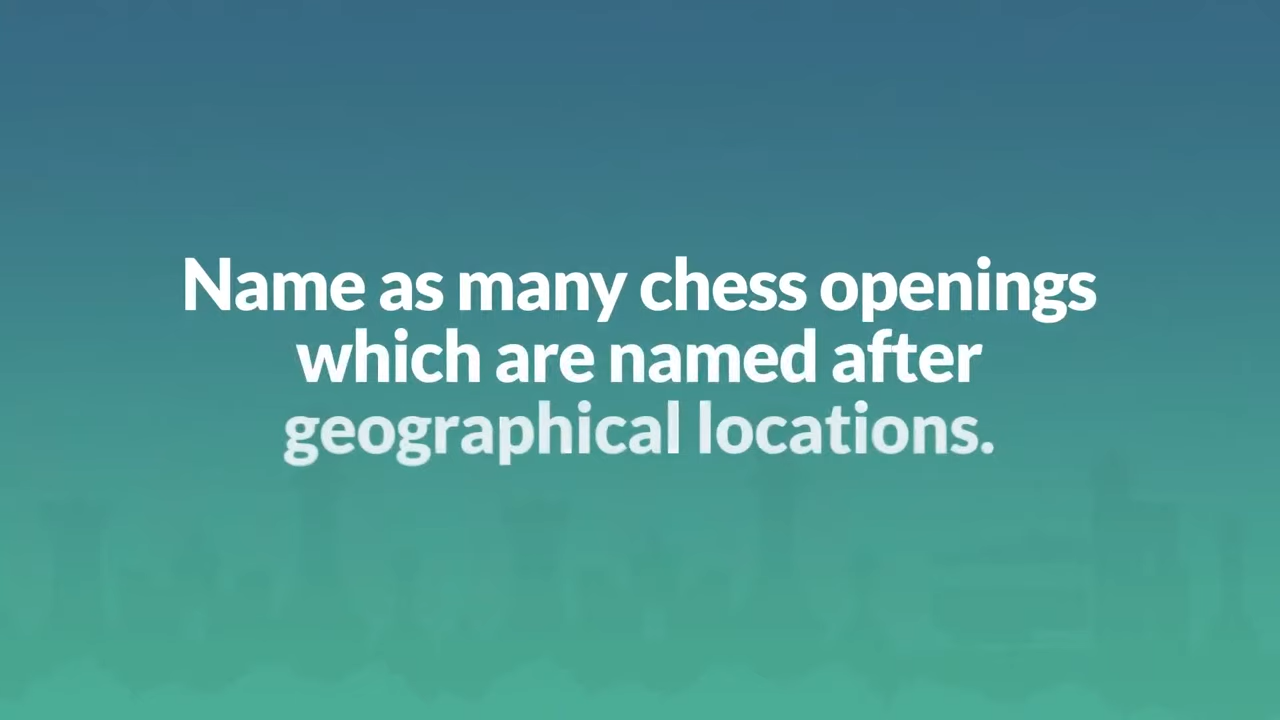 Name as many chess openings
which are named after
geographical locations.